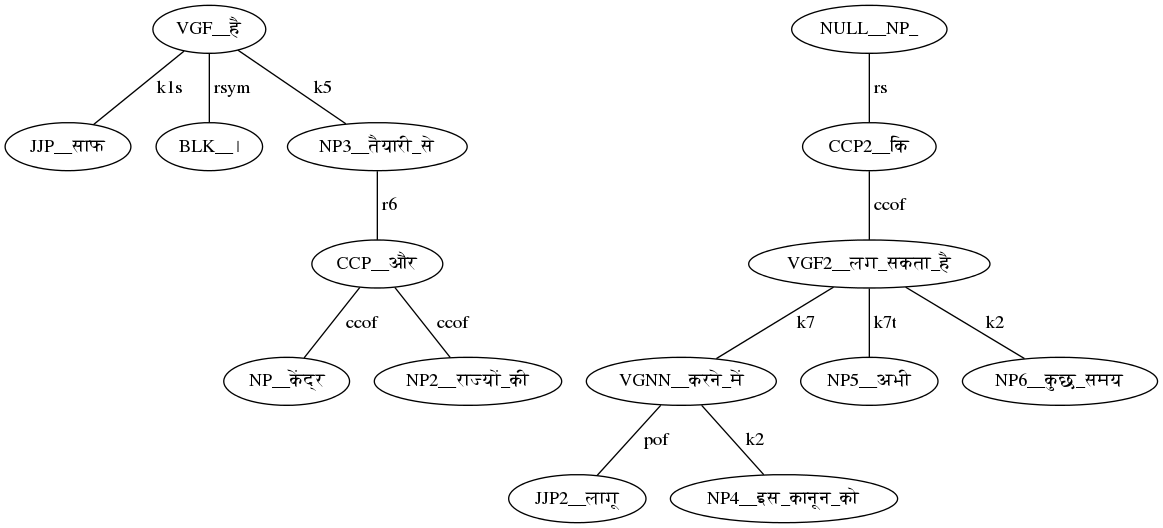 VGF__है NULL__NP_
k1s rsym k5 rs
JJP__साफ BLK__। NP3__तैयारी_से CCP2__कि
r6 ccof
CCP__और VGF2__लग_सकता_है
ccof ccof k7 k7t k2
NP__केंद्र NP2__राज्यों_की VGNN__करने_में NP5__अभी NP6__कुछ_समय
pof k2
JJP2__लागू NP4__इस_कानून_को